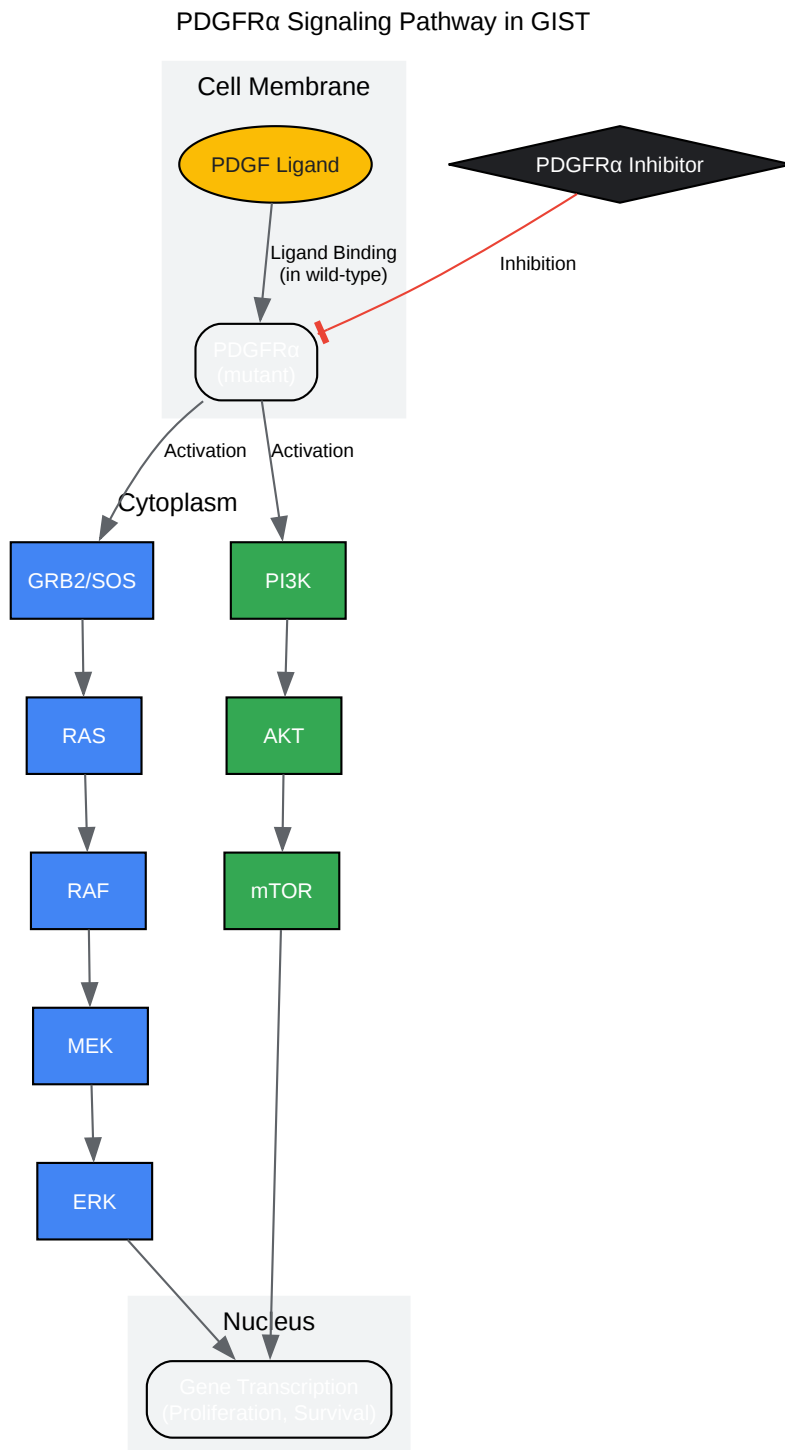 PDGFRα Signaling Pathway in GIST
Cell Membrane
PDGF Ligand
PDGFRα Inhibitor
Ligand Binding
(in wild-type)
Inhibition
PDGFRα
(mutant)
Activation
Activation
Cytoplasm
GRB2/SOS
PI3K
RAS
AKT
RAF
mTOR
MEK
ERK
Nucleus
Gene Transcription
(Proliferation, Survival)